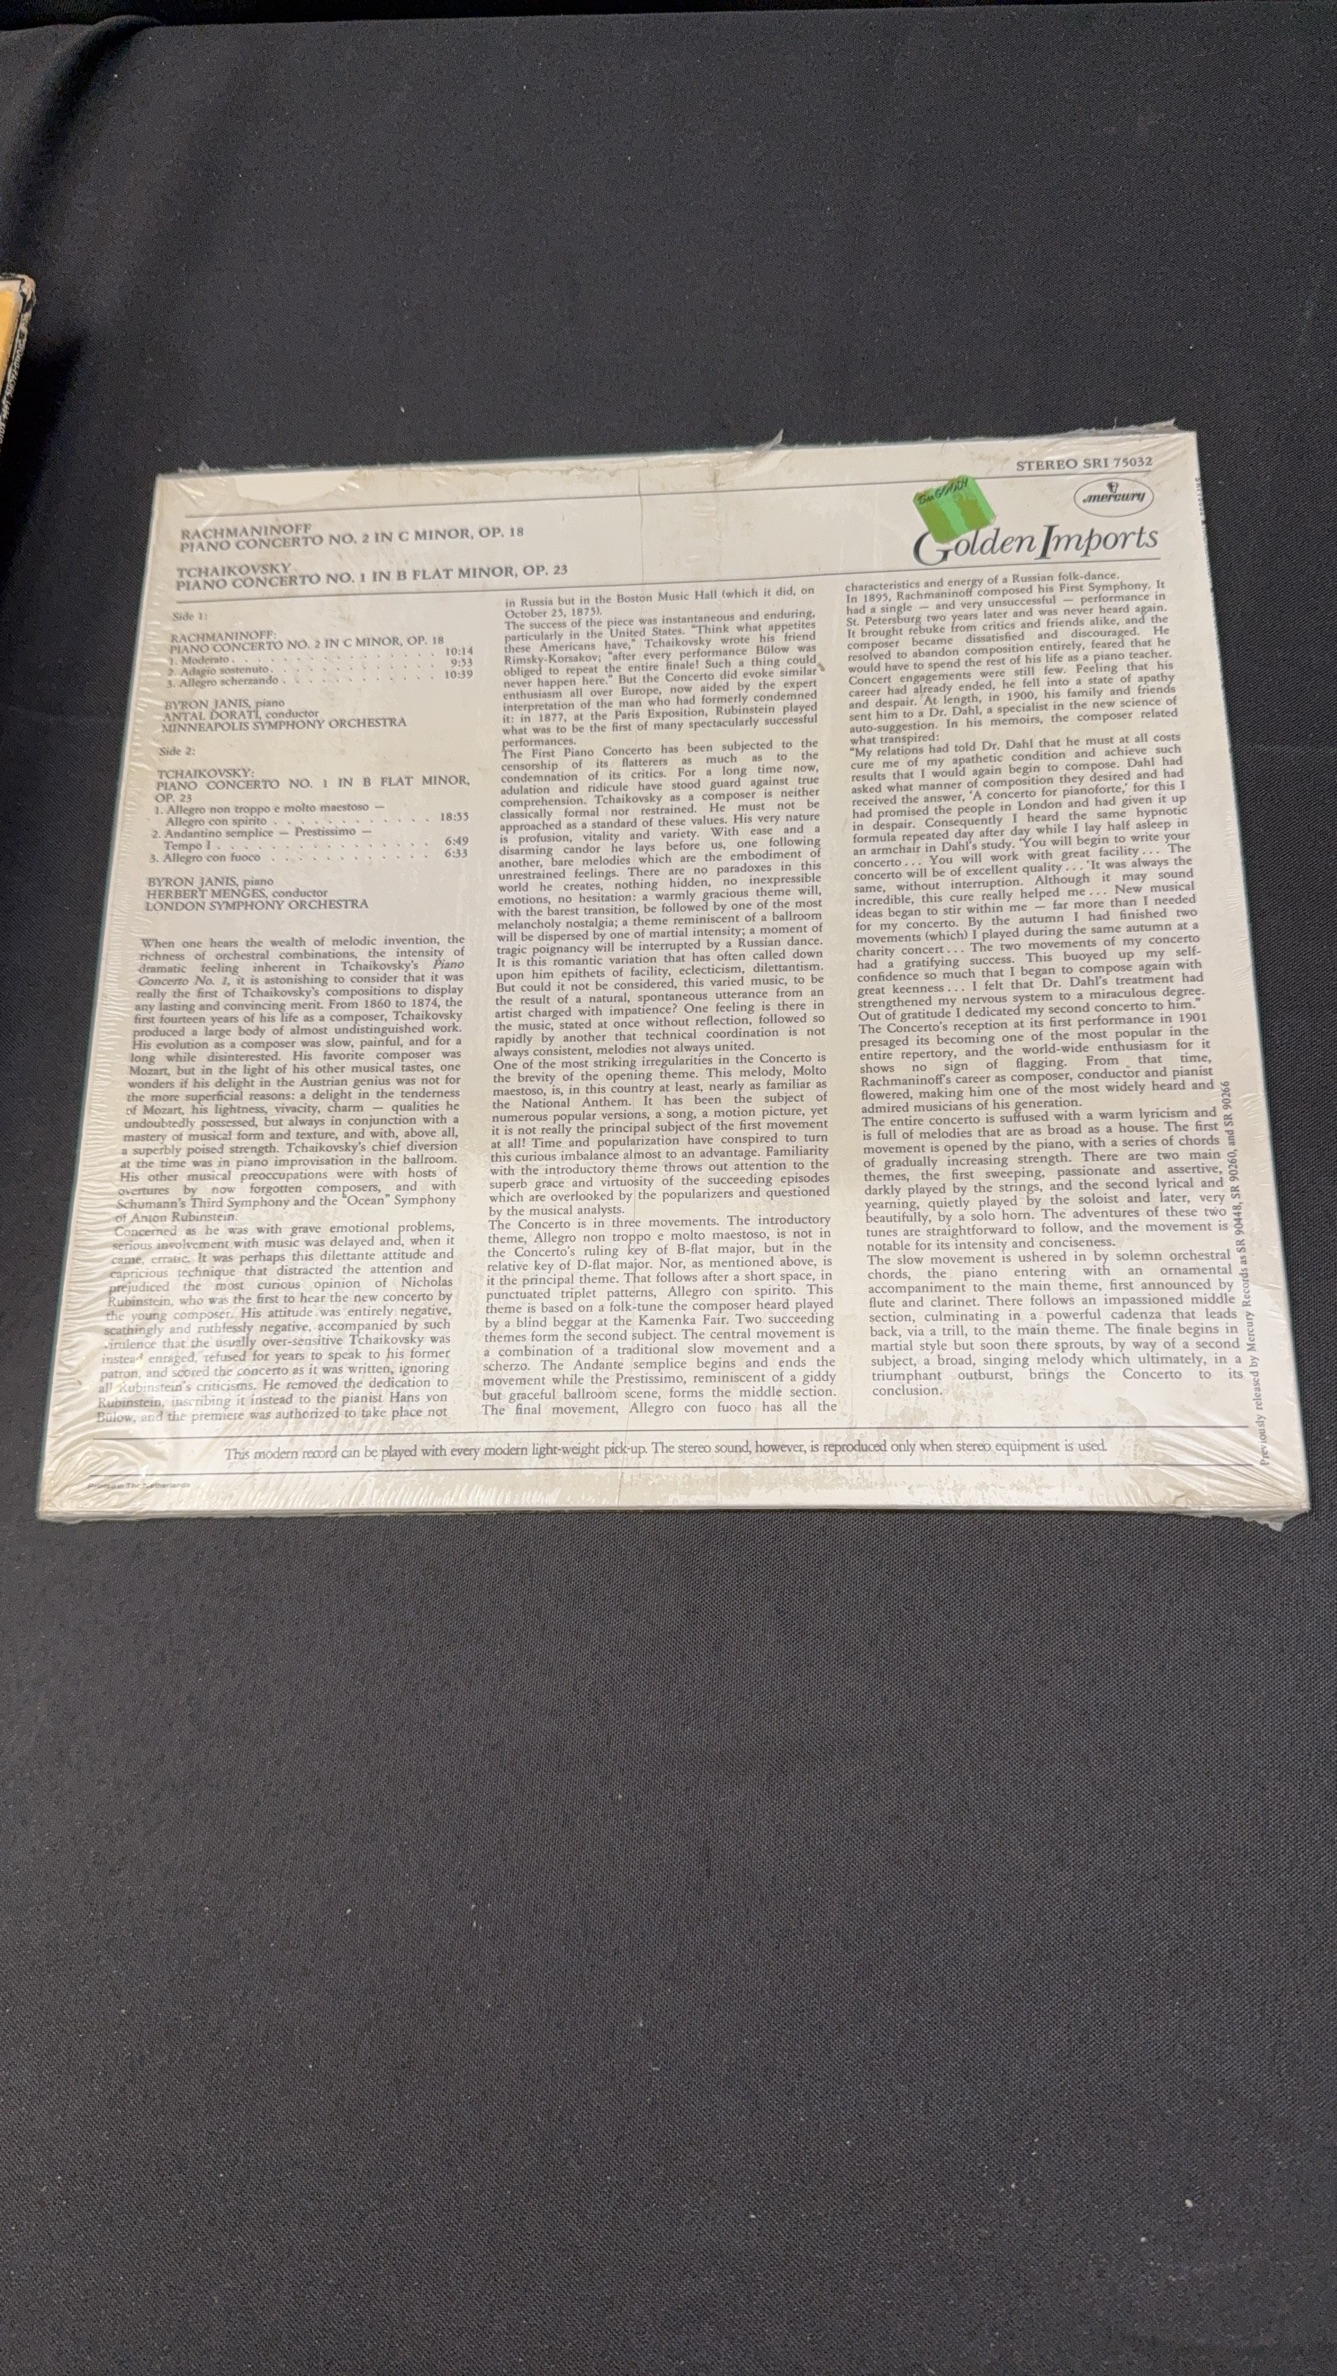 STEREO SRI 75032
mercury
Golden Imports
RACHMANINOFF
PIANO CONCERTO NO. 2 IN C MINOR, OP. 18
TCHAIKOVSKY
PIANO CONCERTO NO. 1 IN B FLAT MINOR, OP. 23
Side 1:
RACHMANINOFF:
PIANO CONCERTO NO. 2 IN C MINOR, OP. 18
1. Moderato . . . . . . . . . . . . . . 10:14
2. Adagio sostenuto . . . . . . . . . . . . 9:53
3. Allegro scherzando . . . . . . . . . . . 10:39
BYRON JANIS, piano
ANTAL DORATI, conductor
MINNEAPOLIS SYMPHONY ORCHESTRA
Side 2:
TCHAIKOVSKY:
PIANO CONCERTO NO. 1 IN B FLAT MINOR,
OP. 23
1. Allegro non troppo e molto maestoso —
Allegro con spirito . . . . . . . . . . . . 18:55
2. Andantino semplice — Prestissimo —
Tempo I . . . . . . . . . . . . . . . 6:49
3. Allegro con fuoco . . . . . . . . . . . . 6:33
BYRON JANIS, piano
HERBERT MENGES, conductor
LONDON SYMPHONY ORCHESTRA
When one hears the wealth of melodic invention, the
richness of orchestral combinations, the intensity of
dramatic feeling inherent in Tchaikovsky's Piano
Concerto No. 1, it is astonishing to consider that it was
really the first of Tchaikovsky's compositions to display
any lasting and convincing merit. From 1860 to 1874, the
first fourteen years of his life as a composer, Tchaikovsky
produced a large body of almost undistinguished work.
His evolution as a composer was slow, painful, and for a
long while disinterested. His favorite composer was
Mozart, but in the light of his other musical tastes, one
wonders if his delight in the Austrian genius was not for
the more superficial reasons: a delight in the tenderness
of Mozart, his lightness, vivacity, charm — qualities he
undoubtedly possessed, but always in conjunction with a
mastery of musical form and texture, and with, above all,
a superbly poised strength. Tchaikovsky's chief diversion
at the time was in piano improvisation in the ballroom.
His other musical preoccupations were with hosts of
overtures by now forgotten composers, and with
Schumann's Third Symphony and the "Ocean" Symphony
of Anton Rubinstein.
Concerned as he was with grave emotional problems,
serious involvement with music was delayed and, when it
came, erratic. It was perhaps this dilettante attitude and
capricious technique that distracted the attention and
prejudiced the most curious opinion of Nicholas
Rubinstein, who was the first to hear the new concerto by
the young composer. His attitude was entirely negative,
scathingly and ruthlessly negative, accompanied by such
virulence that the usually over-sensitive Tchaikovsky was
instead enraged, refused for years to speak to his former
patron, and scored the concerto as it was written, ignoring
all Rubinstein's criticisms. He removed the dedication to
Rubinstein, inscribing it instead to the pianist Hans von
Bülow, and the premiere was authorized to take place not
in Russia but in the Boston Music Hall (which it did, on
October 25, 1875).
The success of the piece was instantaneous and enduring,
particularly in the United States. "Think what appetites
these Americans have," Tchaikovsky wrote his friend
Rimsky-Korsakov; "after every performance Bülow was
obliged to repeat the entire finale! Such a thing could
never happen here." But the Concerto did evoke similar
enthusiasm all over Europe, now aided by the expert
interpretation of the man who had formerly condemned
it: in 1877, at the Paris Exposition, Rubinstein played
what was to be the first of many spectacularly successful
performances.
The First Piano Concerto has been subjected to the
censorship of its flatterers as much as to the
condemnation of its critics. For a long time now,
adulation and ridicule have stood guard against true
comprehension. Tchaikovsky as a composer is neither
classically formal nor restrained. He must not be
approached as a standard of these values. His very nature
is profusion, vitality and variety. With ease and a
disarming candor he lays before us, one following
another, bare melodies which are the embodiment of
unrestrained feelings. There are no paradoxes in this
world he creates, nothing hidden, no inexpressible
emotions, no hesitation: a warmly gracious theme will,
with the barest transition, be followed by one of the most
melancholy nostalgia; a theme reminiscent of a ballroom
will be dispersed by one of martial intensity; a moment of
tragic poignancy will be interrupted by a Russian dance.
It is this romantic variation that has often called down
upon him epithets of facility, eclecticism, dilettantism.
But could it not be considered, this varied music, to be
the result of a natural, spontaneous utterance from an
artist charged with impatience? One feeling is there in
the music, stated at once without reflection, followed so
rapidly by another that technical coordination is not
always consistent, melodies not always united.
One of the most striking irregularities in the Concerto is
the brevity of the opening theme. This melody, Molto
maestoso, is, in this country at least, nearly as familiar as
the National Anthem. It has been the subject of
numerous popular versions, a song, a motion picture, yet
it is not really the principal subject of the first movement
at all! Time and popularization have conspired to turn
this curious imbalance almost to an advantage. Familiarity
with the introductory theme throws out attention to the
superb grace and virtuosity of the succeeding episodes
which are overlooked by the popularizers and questioned
by the musical analysts.
The Concerto is in three movements. The introductory
theme, Allegro non troppo e molto maestoso, is not in
the Concerto's ruling key of B-flat major, but in the
relative key of D-flat major. Nor, as mentioned above, is
it the principal theme. That follows after a short space, in
punctuated triplet patterns, Allegro con spirito. This
theme is based on a folk-tune the composer heard played
by a blind beggar at the Kamenka Fair. Two succeeding
themes form the second subject. The central movement is
a combination of a traditional slow movement and a
scherzo. The Andante semplice begins and ends the
movement while the Prestissimo, reminiscent of a giddy
but graceful ballroom scene, forms the middle section.
The final movement, Allegro con fuoco has all the
characteristics and energy of a Russian folk-dance.
In 1895, Rachmaninoff composed his First Symphony. It
had a single — and very unsuccessful — performance in
St. Petersburg two years later and was never heard again.
It brought rebuke from critics and friends alike, and the
composer became dissatisfied and discouraged. He
resolved to abandon composition entirely, feared that he
would have to spend the rest of his life as a piano teacher.
Concert engagements were still few. Feeling that his
career had already ended, he fell into a state of apathy
and despair. At length, in 1900, his family and friends
sent him to a Dr. Dahl, a specialist in the new science of
auto-suggestion. In his memoirs, the composer related
what transpired:
"My relations had told Dr. Dahl that he must at all costs
cure me of my apathetic condition and achieve such
results that I would again begin to compose. Dahl had
asked what manner of composition they desired and had
received the answer, 'A concerto for pianoforte,' for this I
had promised the people in London and had given it up
in despair. Consequently I heard the same hypnotic
formula repeated day after day while I lay half asleep in
an armchair in Dahl's study. 'You will begin to write your
concerto . . . You will work with great facility . . . The
concerto will be of excellent quality . . . 'It was always the
same, without interruption. Although it may sound
incredible, this cure really helped me . . . New musical
ideas began to stir within me — far more than I needed
for my concerto. By the autumn I had finished two
movements (which) I played during the same autumn at a
charity concert . . . The two movements of my concerto
had a gratifying success. This buoyed up my self-
confidence so much that I began to compose again with
great keenness . . . I felt that Dr. Dahl's treatment had
strengthened my nervous system to a miraculous degree.
Out of gratitude I dedicated my second concerto to him."
The Concerto's reception at its first performance in 1901
presaged its becoming one of the most popular in the
entire repertory, and the world-wide enthusiasm for it
shows no sign of flagging. From that time,
Rachmaninoff's career as composer, conductor and pianist
flowered, making him one of the most widely heard and
admired musicians of his generation.
The entire concerto is suffused with a warm lyricism and
is full of melodies that are as broad as a house. The first
movement is opened by the piano, with a series of chords
of gradually increasing strength. There are two main
themes, the first sweeping, passionate and assertive,
darkly played by the strings, and the second lyrical and
yearning, quietly played by the soloist and later, very
beautifully, by a solo horn. The adventures of these two
tunes are straightforward to follow, and the movement is
notable for its intensity and conciseness.
The slow movement is ushered in by solemn orchestral
chords, the piano entering with an ornamental
accompaniment to the main theme, first announced by
flute and clarinet. There follows an impassioned middle
section, culminating in a powerful cadenza that leads
back, via a trill, to the main theme. The finale begins in
martial style but soon there sprouts, by way of a second
subject, a broad, singing melody which ultimately, in a
triumphant outburst, brings the Concerto to its
conclusion.
Previously released by Mercury Records as SR 90448, SR 90260, and SR 90266
This modern record can be played with every modern light-weight pick-up. The stereo sound, however, is reproduced only when stereo equipment is used.
Printed in The Netherlands